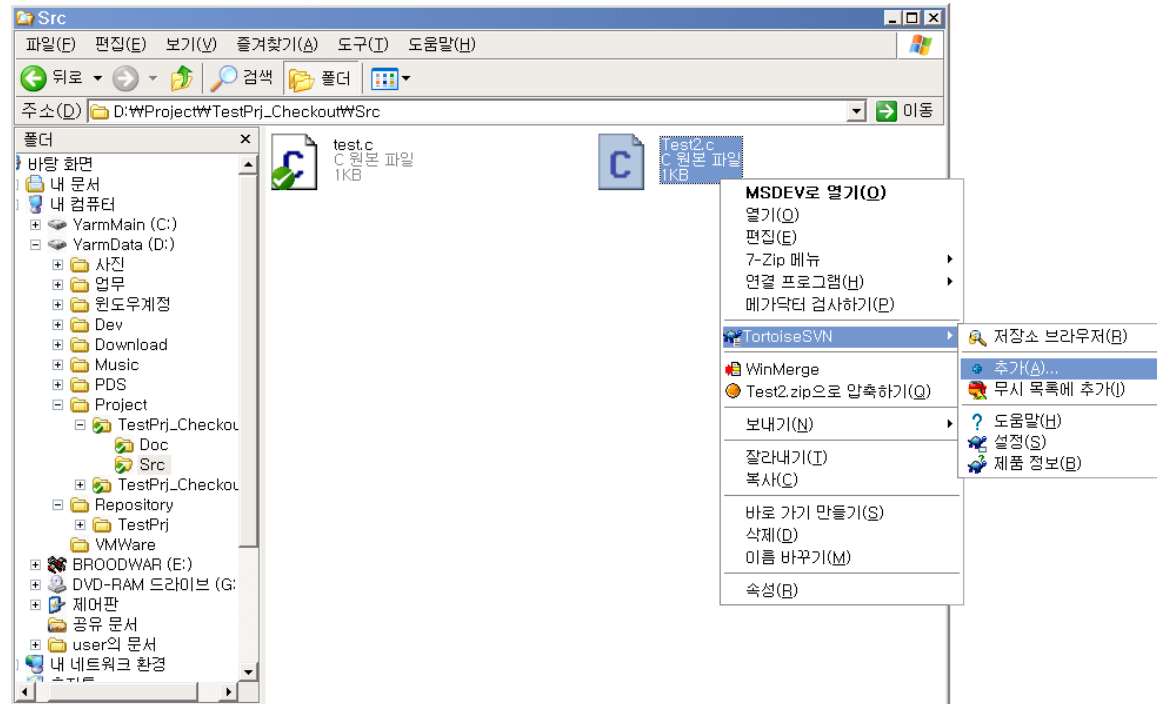 Src
파일(F) 편집(E) 보기(V) 즐겨찾기(A) 도구(T) 도움말(H)
뒤로 검색 폴더
주소(D) D:₩Project₩TestPrj_Checkout₩Src 이동
폴더
바탕 화면
내 문서
내 컴퓨터
YarmMain (C:)
YarmData (D:)
사진
업무
윈도우계정
Dev
Download
Music
PDS
Project
TestPrj_Checkou
Doc
Src
TestPrj_Checkou
Repository
TestPrj
VMWare
BROODWAR (E:)
DVD-RAM 드라이브 (G:
제어판
공유 문서
user의 문서
내 네트워크 환경
test.c
C 원본 파일
1KB
Test2.c
C 원본 파일
1KB
MSDEV로 열기(O)
열기(O)
편집(E)
7-Zip 메뉴
연결 프로그램(H)
메가닥터 검사하기(P)
TortoiseSVN
WinMerge
Test2.zip으로 압축하기(Q)
보내기(N)
잘라내기(T)
복사(C)
바로 가기 만들기(S)
삭제(D)
이름 바꾸기(M)
속성(R)
저장소 브라우저(R)
추가(A)...
무시 목록에 추가(I)
도움말(H)
설정(S)
제품 정보(B)